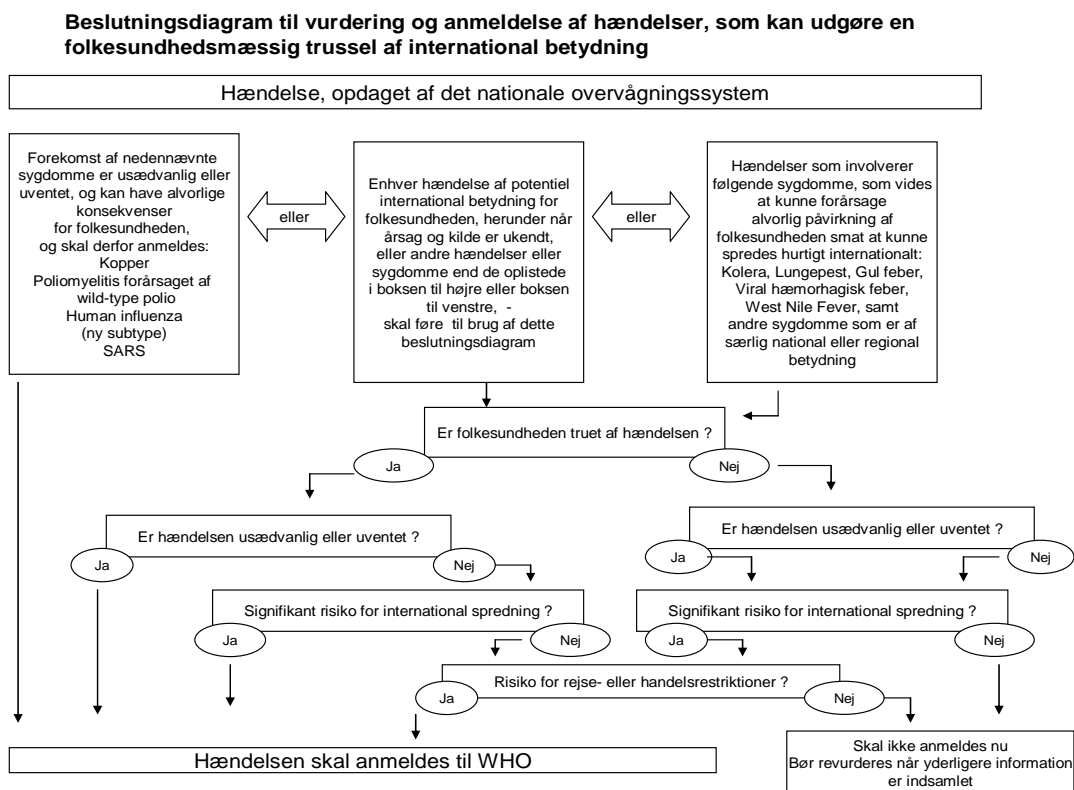 Beslutningsdiagram til vurdering og anmeldelse af hændelser, som kan udgøre en
folkesundhedsmæssig trussel af international betydning
Hændelse, opdaget af det nationale overvågningssystem
Forekomst af nedennævnte
sygdomme er usædvanlig eller
uventet, og kan have alvorlige
konsekvenser
for folkesundheden,
og skal derfor anmeldes:
Kopper
Poliomyelitis forårsaget af
wild-type polio
Human influenza
(ny subtype)
SARS
eller
Enhver hændelse af potentiel
international betydning for
folkesundheden, herunder når
årsag og kilde er ukendt,
eller andre hændelser eller
sygdomme end de oplistede
i boksen til højre eller boksen
til venstre, -
skal føre til brug af dette
beslutningsdiagram
eller
Hændelser som involverer
følgende sygdomme, som vides
at kunne forårsage
alvorlig påvirkning af
folkesundheden smat at kunne
spredes hurtigt internationalt:
Kolera, Lungepest, Gul feber,
Viral hæmorhagisk feber,
West Nile Fever, samt
andre sygdomme som er af
særlig national eller regional
betydning
Er folkesundheden truet af hændelsen ?
Ja
Nej
Er hændelsen usædvanlig eller uventet ?
Ja
Nej
Er hændelsen usædvanlig eller uventet ?
Ja
Nej
Signifikant risiko for international spredning ?
Ja
Nej
Signifikant risiko for international spredning ?
Ja
Nej
Risiko for rejse- eller handelsrestriktioner ?
Ja
Nej
Hændelsen skal anmeldes til WHO
Skal ikke anmeldes nu
Bør revurderes når yderligere information
er indsamlet